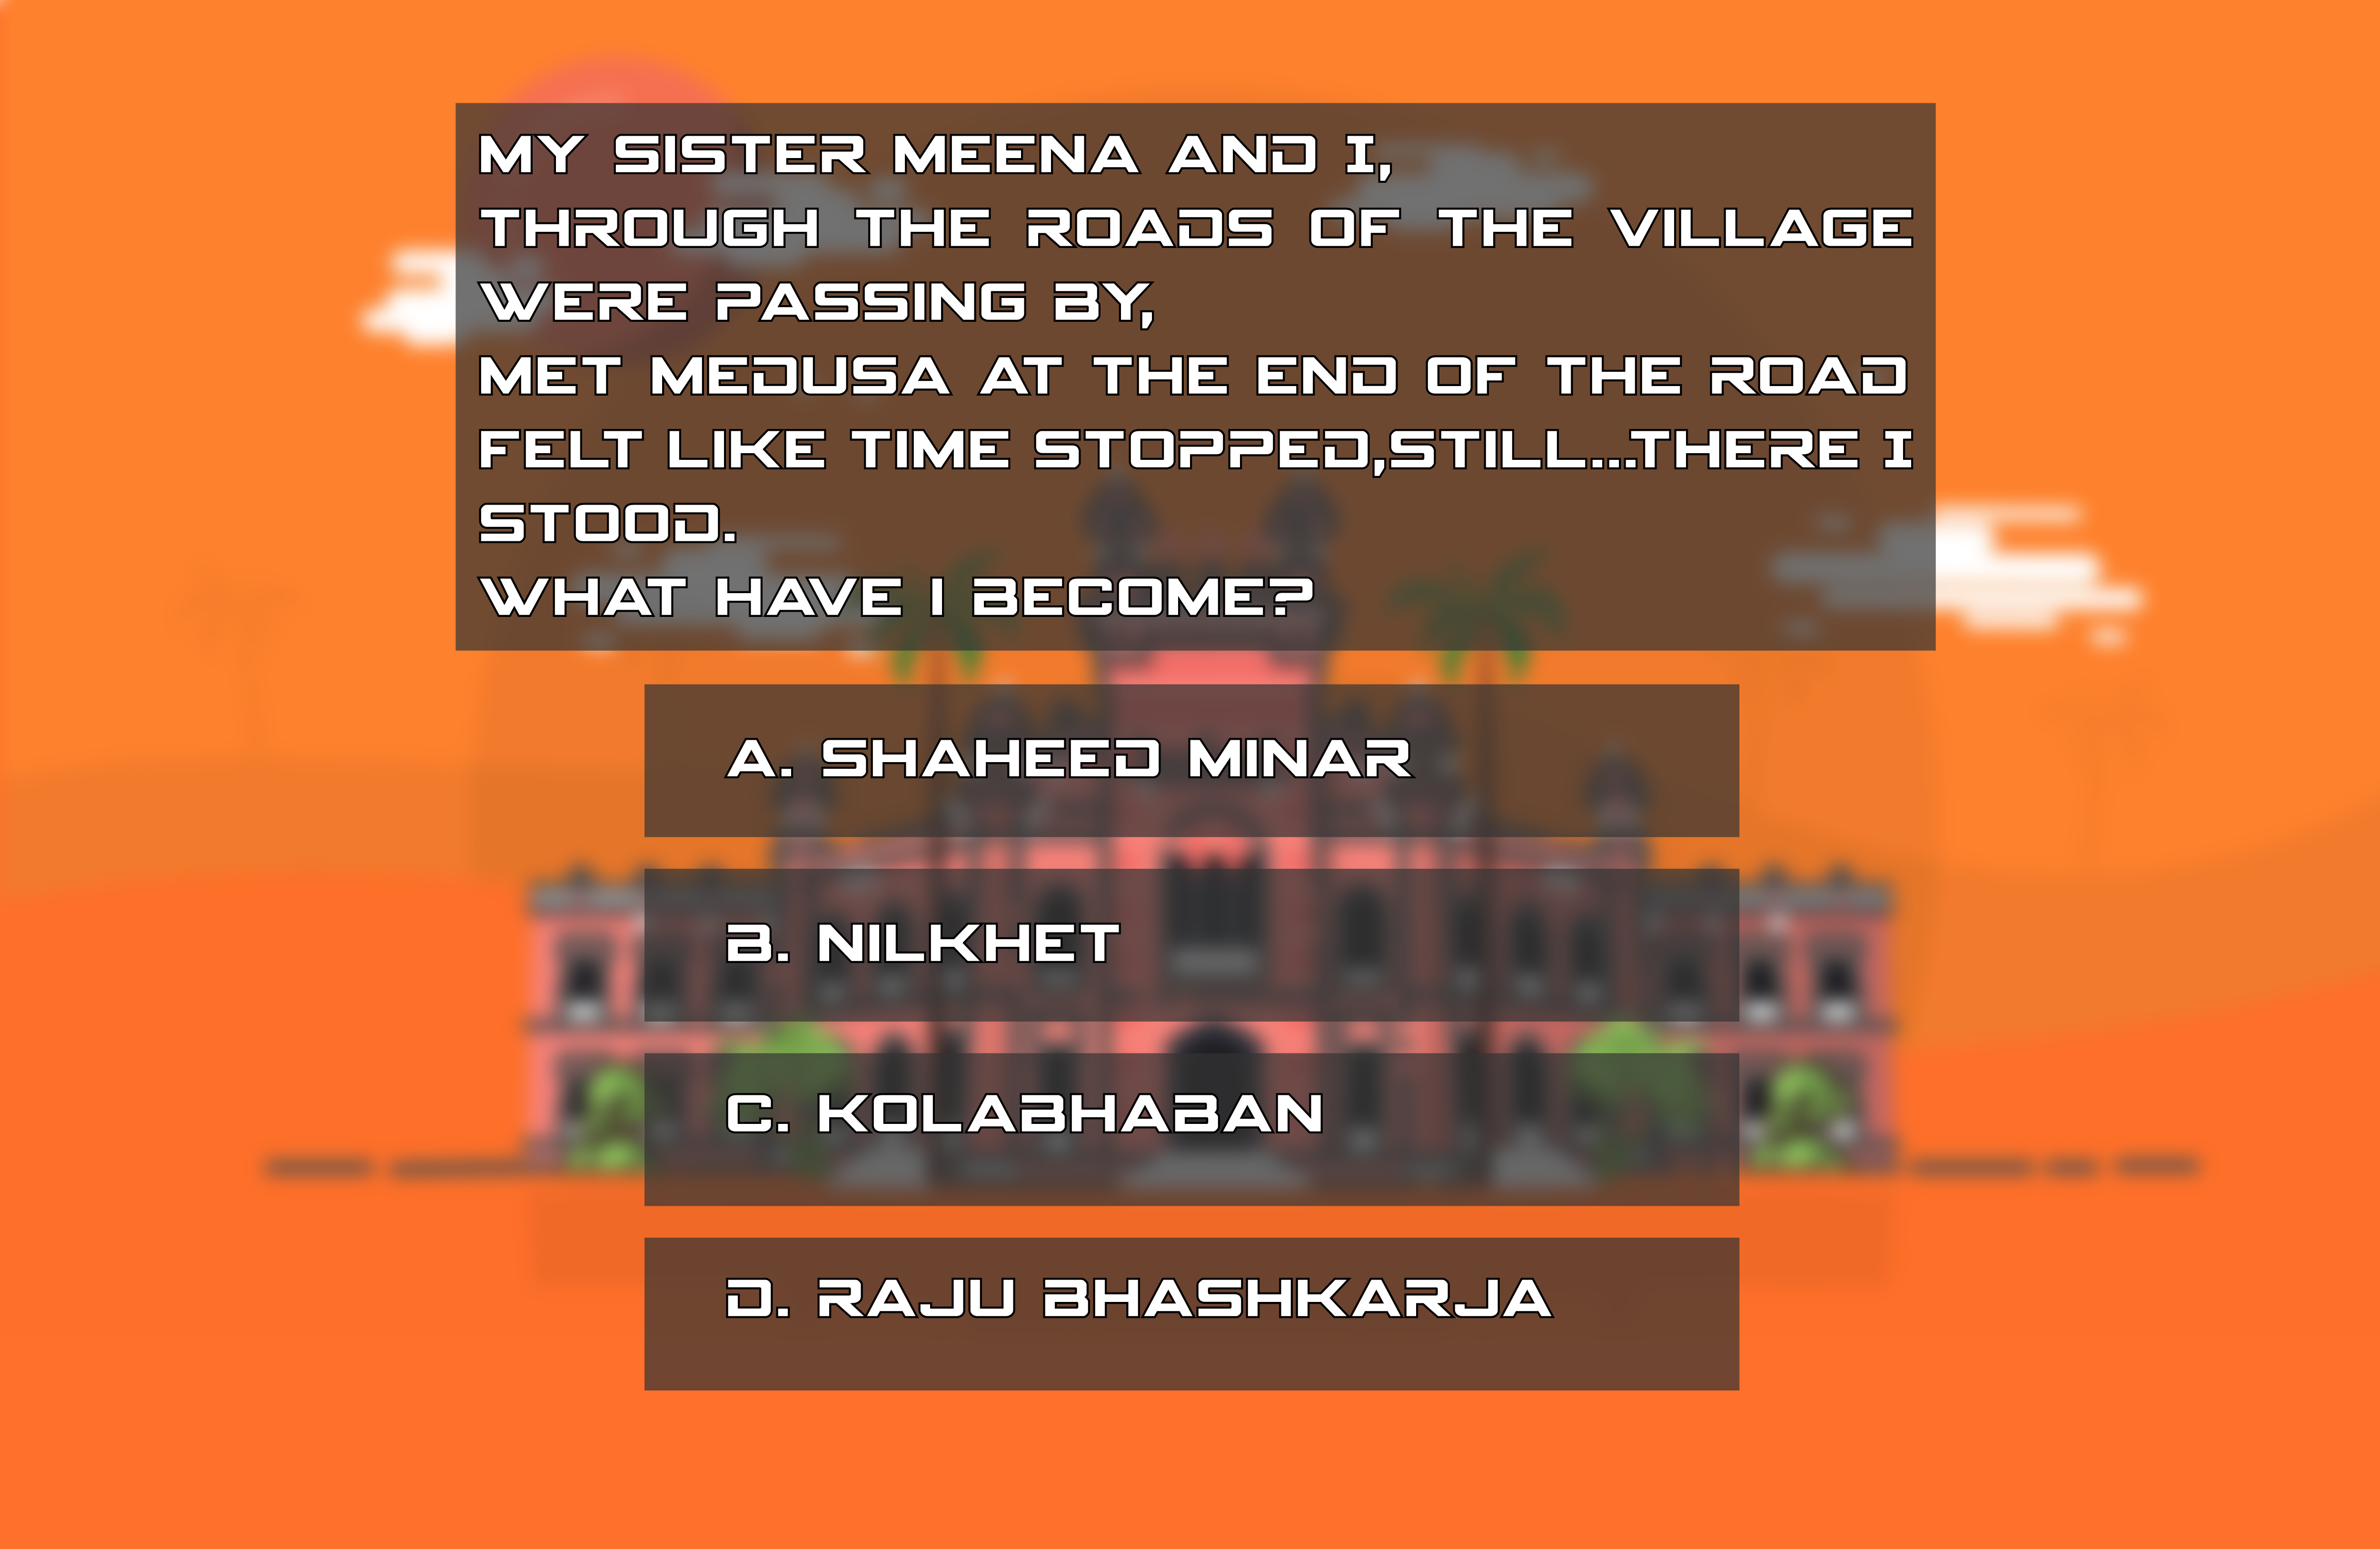 MY SISTER MEENA AND I,
THROUGH THE ROADS OF THE VILLAGE
WERE PASSING BY,
MET MEDUSA AT THE END OF THE ROAD
FELT LIKE TIME STOPPED,STILL...THERE I
STOOD.
WHAT HAVE I BECOME?
A. SHAHEED MINAR
B. NILKHET
C. KOLABHABAN
D. RAJU BHASHKARJA